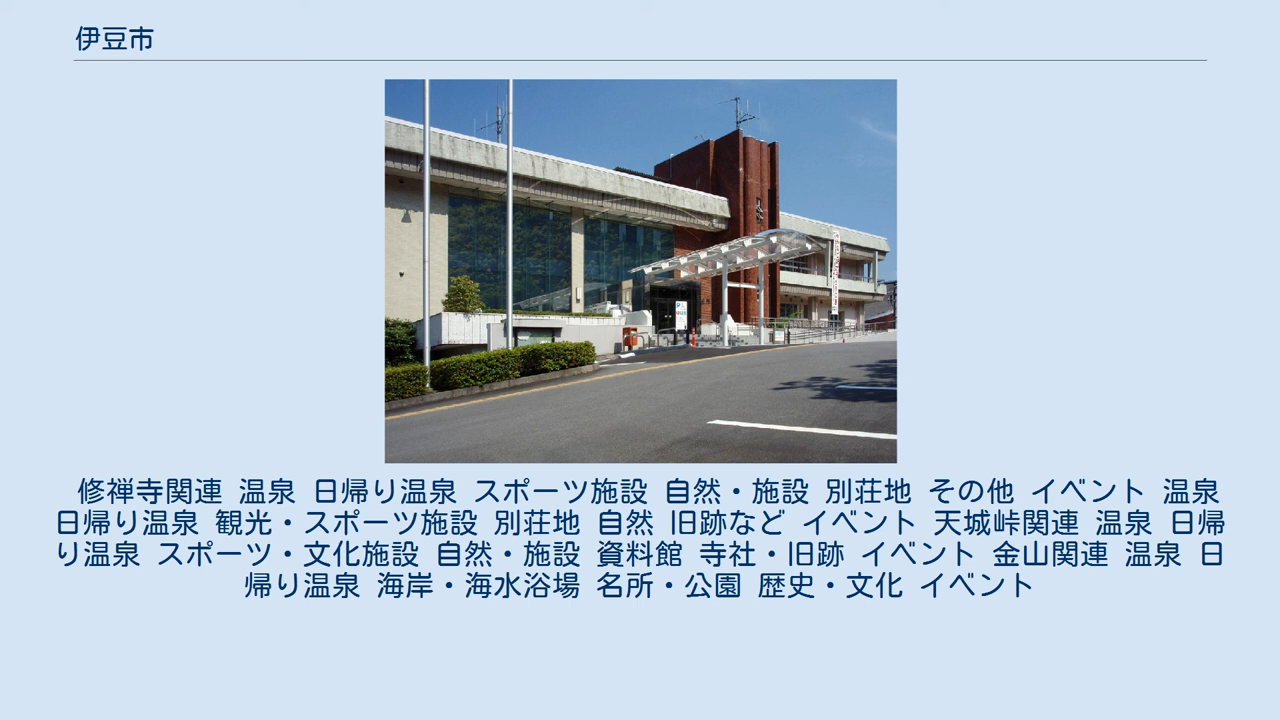 伊豆市
修禅寺関連 温泉 日帰り温泉 スポーツ施設 自然・施設 別荘地 その他 イベント 温泉
日帰り温泉 観光・スポーツ施設 別荘地 自然 旧跡など イベント 天城峠関連 温泉 日帰
り温泉 スポーツ・文化施設 自然・施設 資料館 寺社・旧跡 イベント 金山関連 温泉 日
帰り温泉 海岸・海水浴場 名所・公園 歴史・文化 イベント